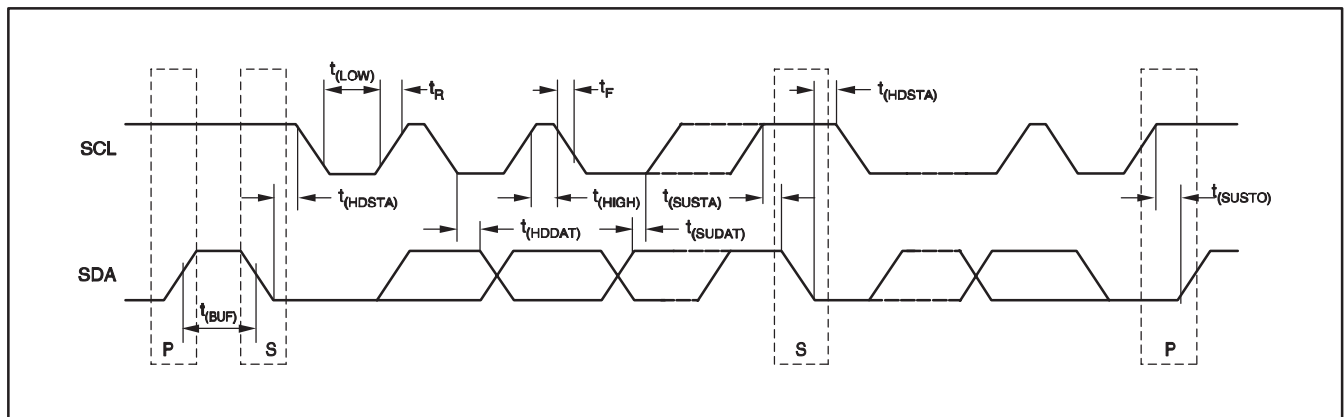 t(LOW)
tR
tF
t(HDSTA)
SCL
t(HDSTA)
t(HIGH)
t(SUSTA)
t(SUSTO)
t(HDDAT)
t(SUDAT)
SDA
t(BUF)
P
S
S
P